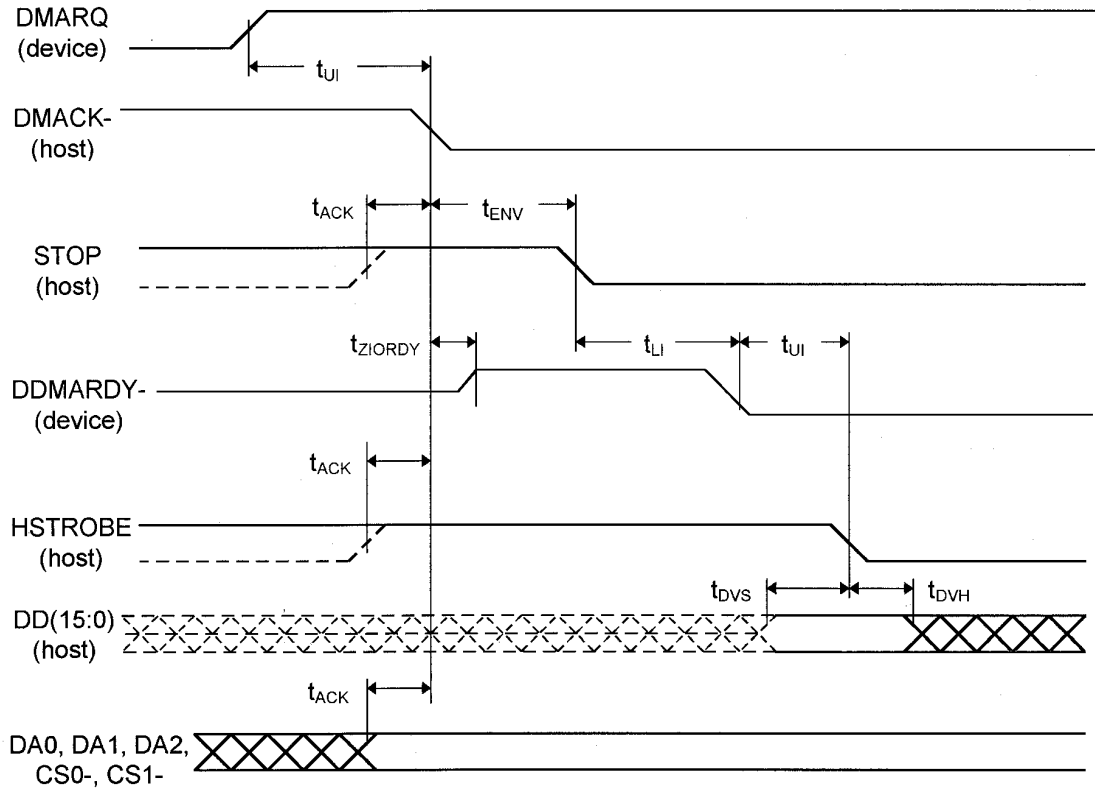 DMARQ
(device)
tUI
DMACK-
(host)
tACK
tENV
STOP
(host)
tZIORDY
tLI
tUI
DDMARDY-
(device)
tACK
HSTROBE
(host)
tDVS
tDVH
DD(15:0)
(host)
tACK
DA0, DA1, DA2,
CS0-, CS1-